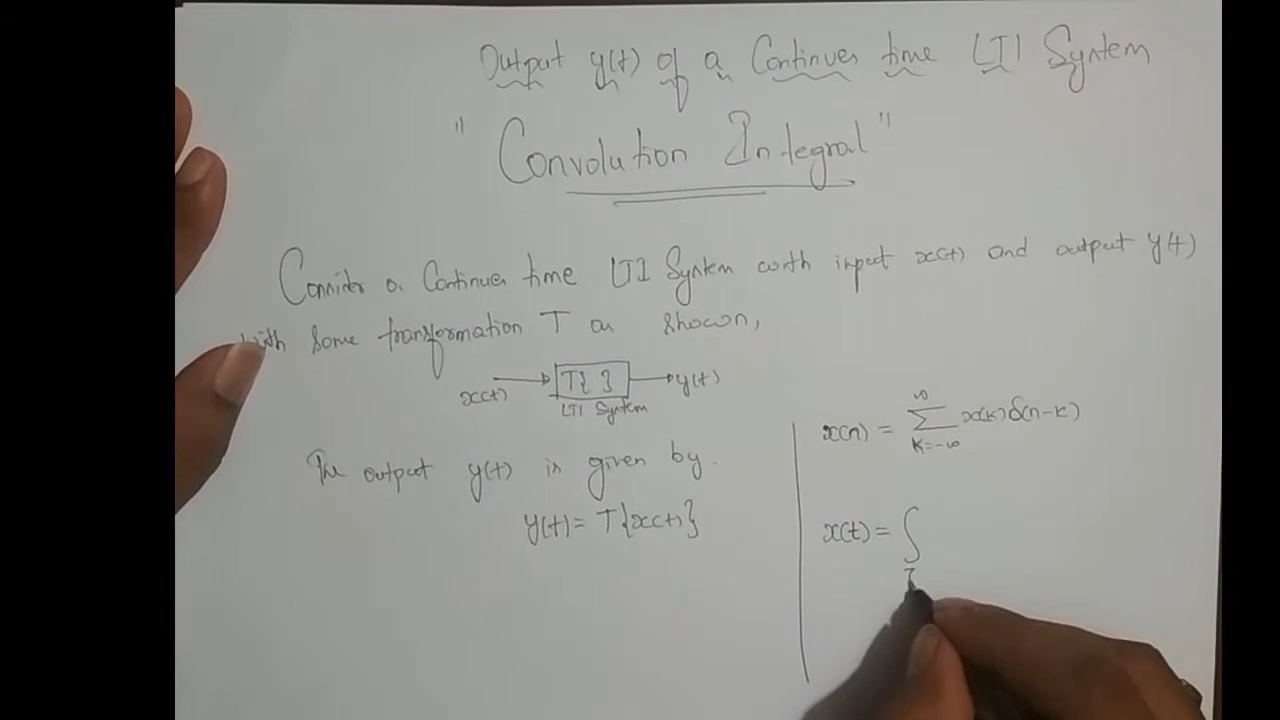 Output y(t) of a Continues time LTI System
"Convolution Integral"
Consider a Continues time LTI System with input x(t) and output y(t)
with some transformation T as shown,
x(t) → T{ } → y(t)
LTI System
x(n) = ∑ x(k) δ(n-k)
∞
k=-∞
The output y(t) is given by.
y(t) = T{x(t)}
x(t) = ∫